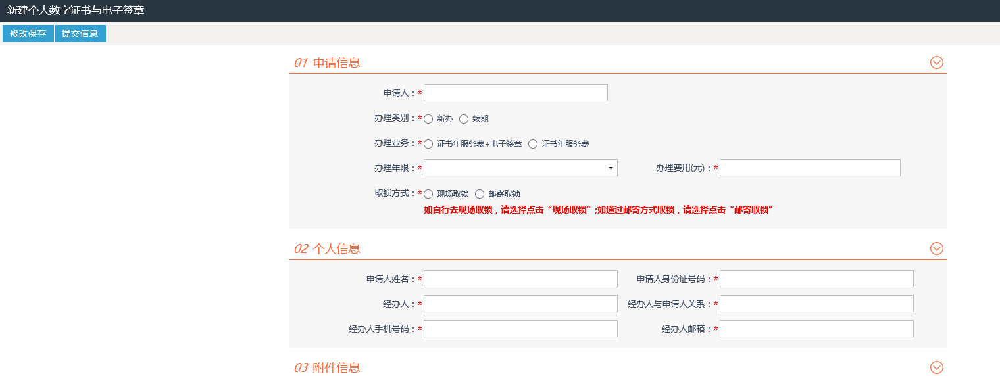 新建个人数字证书与电子签章
修改保存 提交信息
01 申请信息
申请人：*
办理类别：* 新办 续期
办理业务：* 证书年服务费+电子签章 证书年服务费
办理年限：* 办理费用(元)：*
取锁方式：* 现场取锁 邮寄取锁
如自行去现场取锁，请选择点击“现场取锁”;如通过邮寄方式取锁，请选择点击“邮寄取锁”
02 个人信息
申请人姓名：* 申请人身份证号码：*
经办人：* 经办人与申请人关系：*
经办人手机号码：* 经办人邮箱：*
03 附件信息